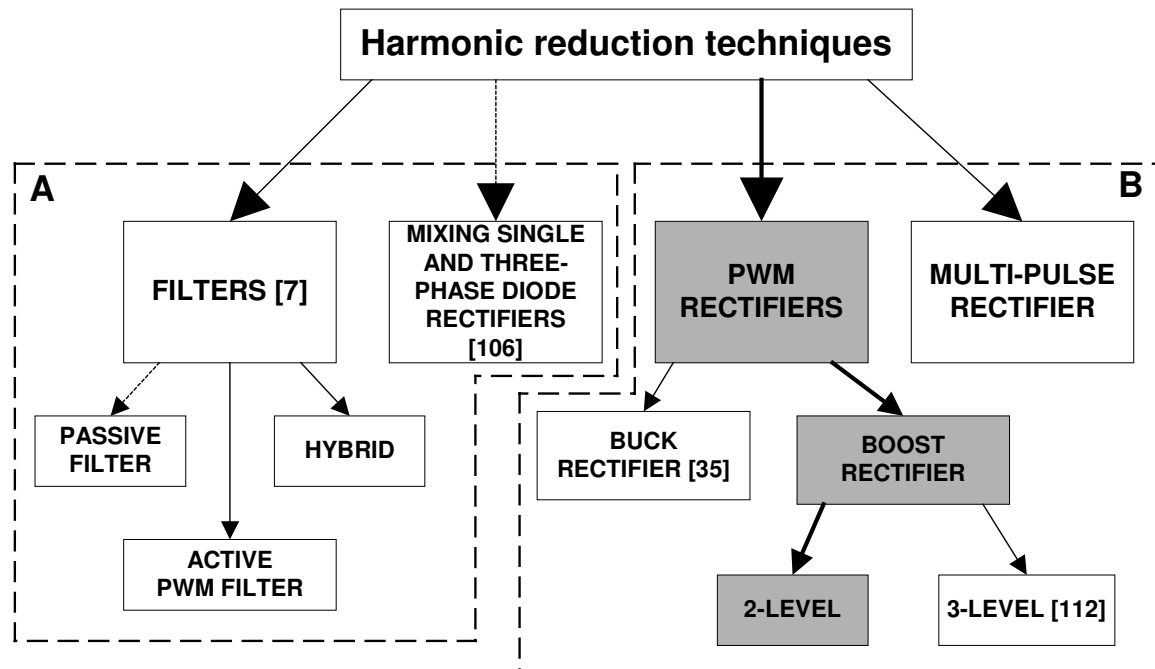 Harmonic reduction techniques
A
B
FILTERS [7]
MIXING SINGLE
AND THREE-
PHASE DIODE
RECTIFIERS
[106]
PWM
RECTIFIERS
MULTI-PULSE
RECTIFIER
PASSIVE
FILTER
HYBRID
BUCK
RECTIFIER [35]
BOOST
RECTIFIER
ACTIVE
PWM FILTER
2-LEVEL
3-LEVEL [112]